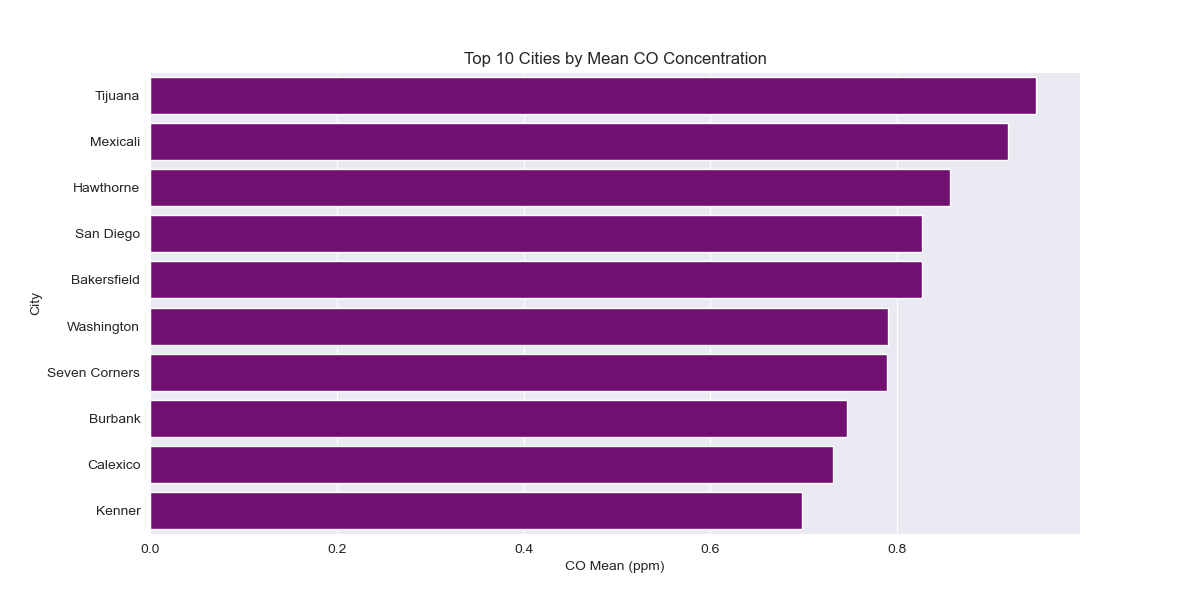 Top 10 Cities by Mean CO Concentration
Tijuana
Mexicali
Hawthorne
San Diego
Bakersfield
Washington
Seven Corners
Burbank
Calexico
Kenner
City
0.0 0.2 0.4 0.6 0.8
CO Mean (ppm)